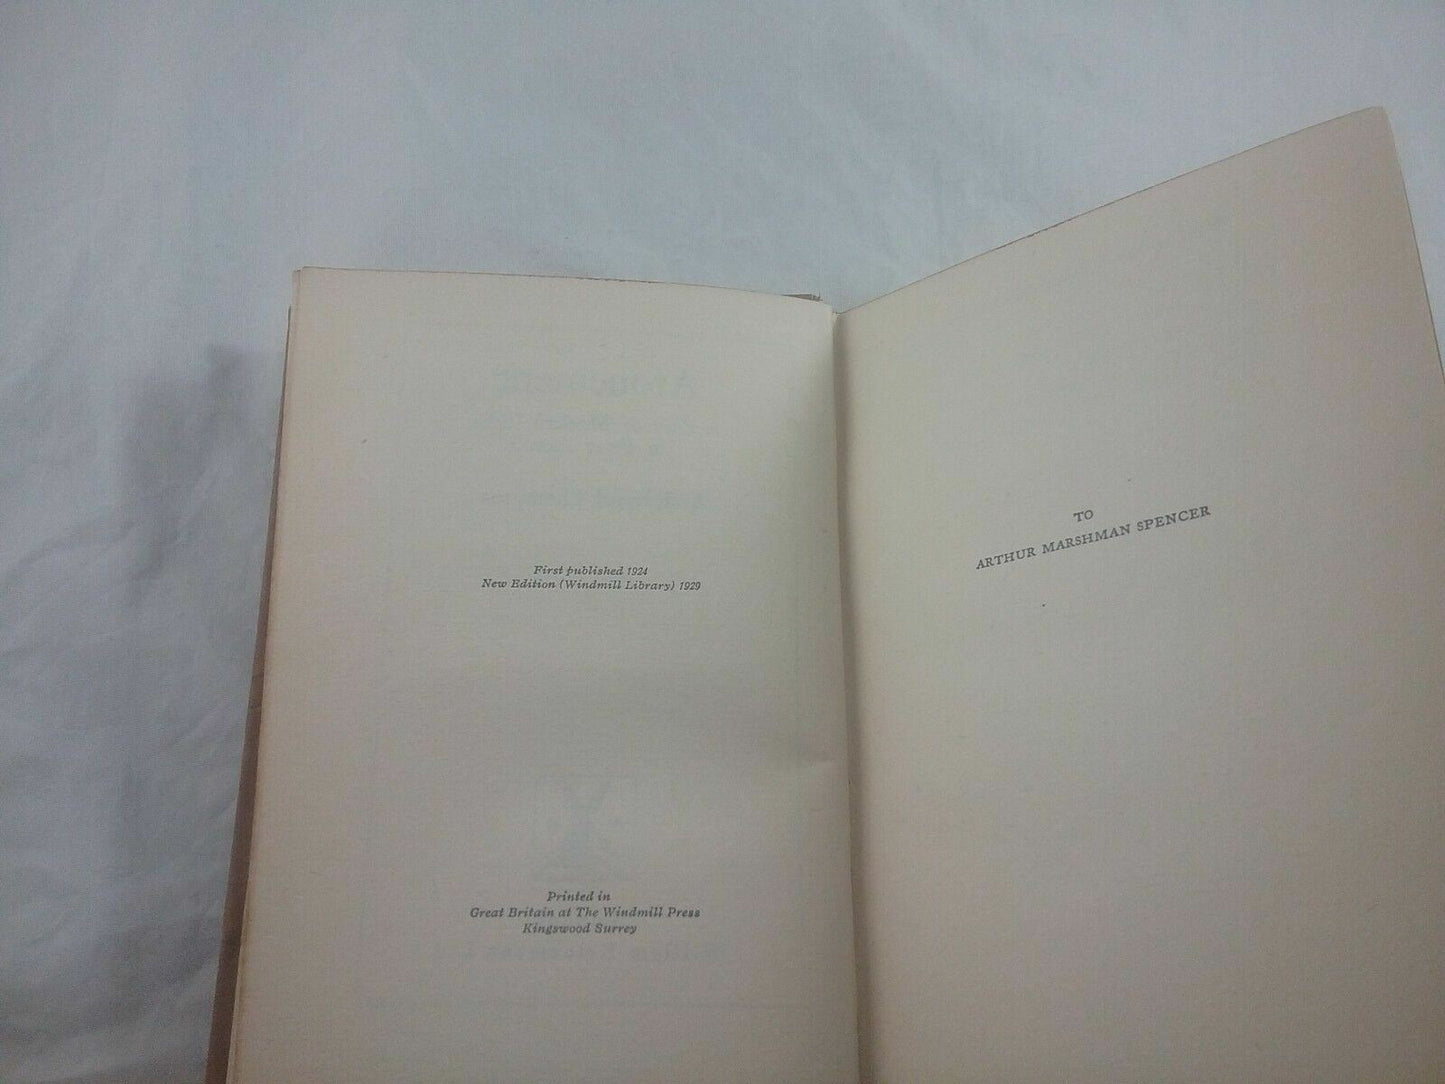 First published 1924
New Edition (Windmill Library) 1929
Printed in
Great Britain at The Windmill Press
Kingswood Surrey
TO
ARTHUR MARSHMAN SPENCER